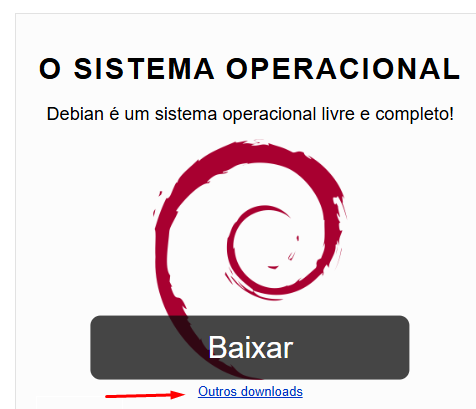 O SISTEMA OPERACIONAL
Debian é um sistema operacional livre e completo!
Baixar
Outros downloads